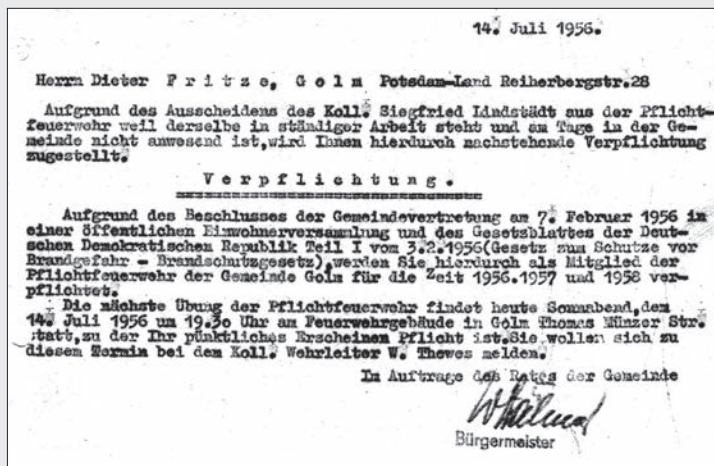 14. Juli 1956.
Herrn Dieter F r i t z e, G o l m Potsdam-Land Reiherbergstr.28
Aufgrund des Ausscheidens des Koll. Siegfried Lindstädt aus der Pflicht-
feuerwehr weil derselbe in ständiger Arbeit steht und am Tage in der Ge-
meinde nicht anwesend ist,wird Ihnen hierdurch nachstehende Verpflichtung
zugestellt.
V e r p f l i c h t u n g .
Aufgrund des Beschlusses der Gemeindevertretung am 7. Februar 1956 in
einer öffentlichen Einwohnerversammlung und des Gesetzblattes der Deut-
schen Demokratischen Republik Teil I vom 3.2.1956(Gesetz zum Schutze vor
Brandgefahr - Brandschutzgesetz),werden Sie hierdurch als Mitglied der
Pflichtfeuerwehr der Gemeinde Golm für die Zeit 1956.1957 und 1958 ver-
pflichtet.
Die nächste Übung der Pflichtfeuerwehr findet heute Sonnabend,dem
14. Juli 1956 um 19.30 Uhr am Feuerwehrgebäude in Golm Thomas Münzer Str.
statt,zu der Ihr pünktliches Erscheinen Pflicht ist.Sie wollen sich zu
diesem Termin bei dem Koll. Wehrleiter W. Thewes melden.
Im Auftrage des Rates der Gemeinde
Bürgermeister